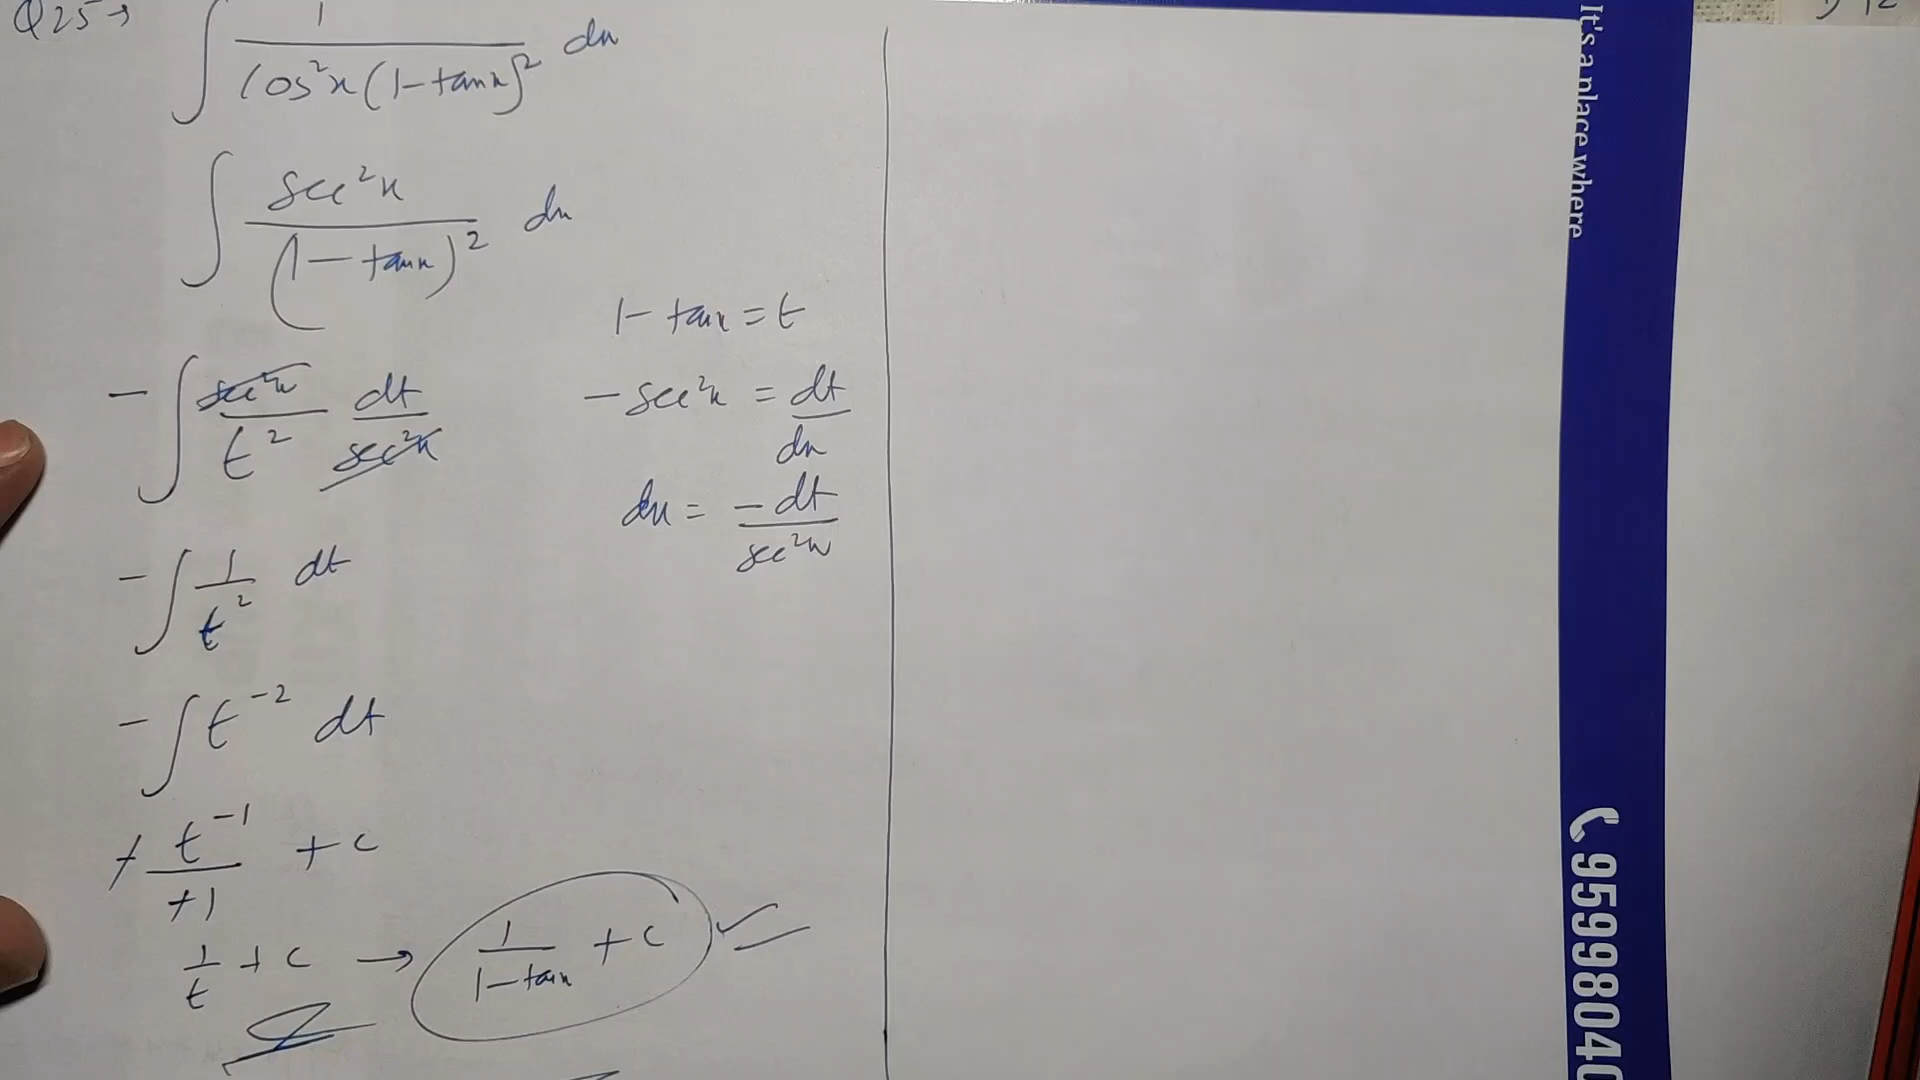 Q25→ ∫ 1/(cos²x(1-tanx)²) dx
∫ sec²x/(1-tanx)² dx
1-tanx = t
- ∫ sec²x/t² dt/sec²x
-sec²x = dt/dx
dx = -dt/sec²x
- ∫ 1/t² dt
- ∫ t⁻² dt
+ t⁻¹/+1 + c
1/t + c → 1/(1-tanx) + c
It's a place where
9599804